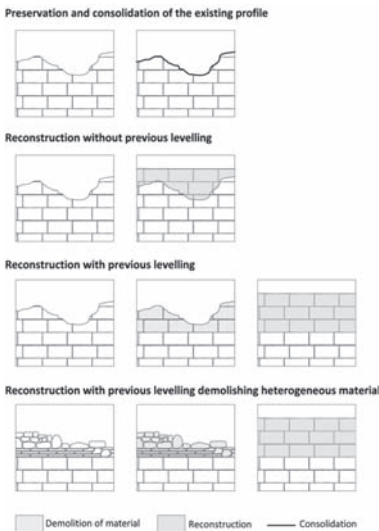 Preservation and consolidation of the existing profile
Reconstruction without previous levelling
Reconstruction with previous levelling
Reconstruction with previous levelling demolishing heterogeneous material
Demolition of material Reconstruction Consolidation